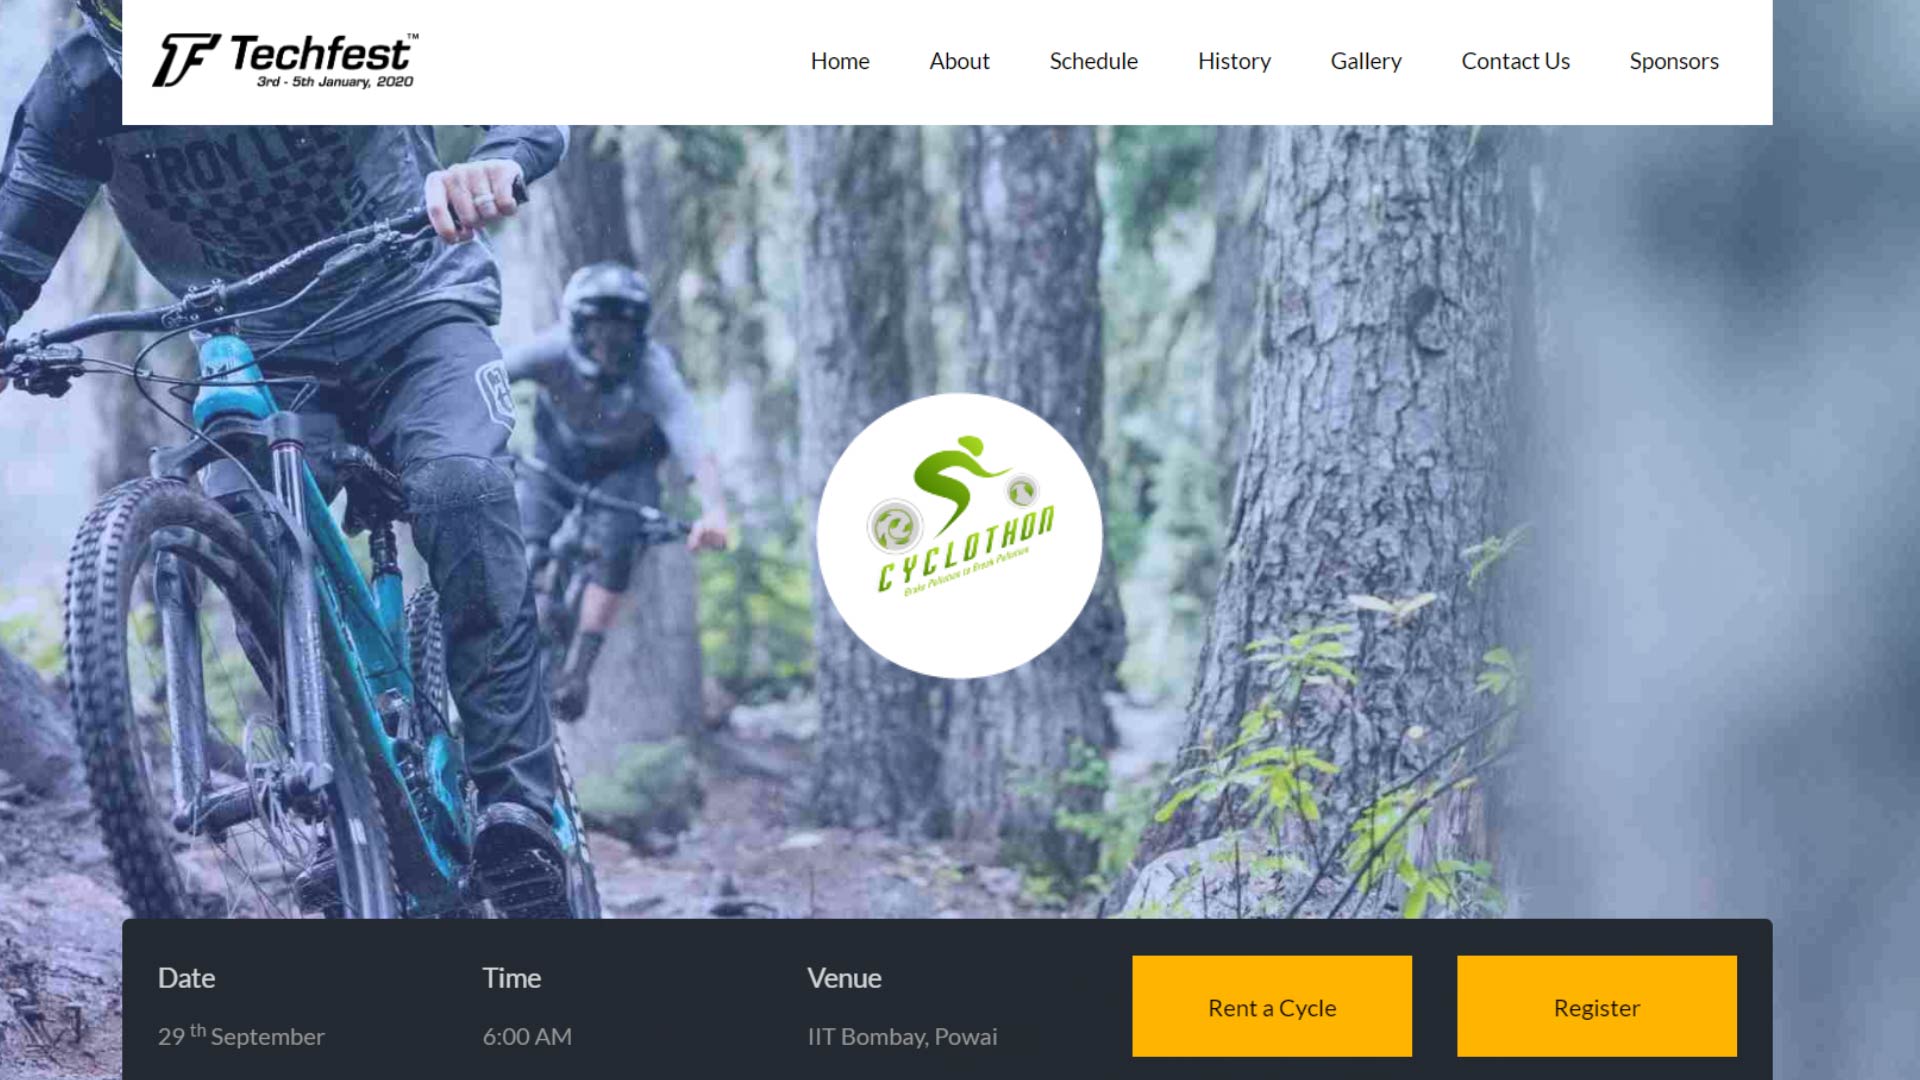 Techfest™
3rd - 5th January, 2020
Home About Schedule History Gallery Contact Us Sponsors
TROY LEE
CYCLOTHON
Brake Pollution to Break Pollution
Date Time Venue
29 th September 6:00 AM IIT Bombay, Powai
Rent a Cycle Register